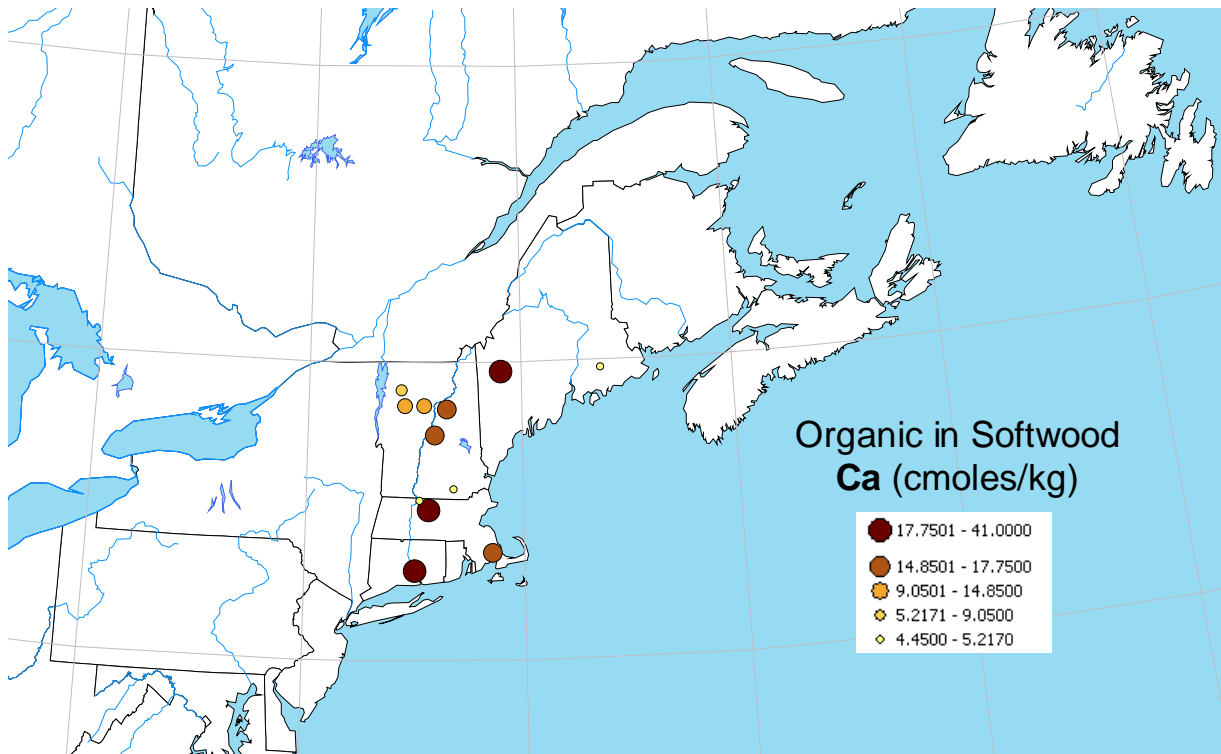 Organic in Softwood
Ca (cmoles/kg)
17.7501 - 41.0000
14.8501 - 17.7500
9.0501 - 14.8500
5.2171 - 9.0500
4.4500 - 5.2170